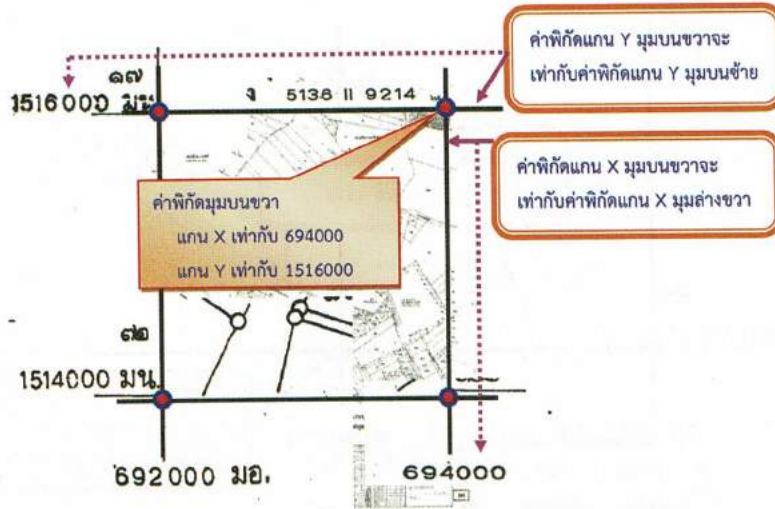 ค่าพิกัดแกน Y มุมบนขวาจะ
เท่ากับค่าพิกัดแกน Y มุมบนซ้าย
๑๗
1516000 มน.
ง 5136 II 9214
ค่าพิกัดแกน X มุมบนขวาจะ
เท่ากับค่าพิกัดแกน X มุมล่างขวา
ค่าพิกัดมุมบนขวา
แกน X เท่ากับ 694000
แกน Y เท่ากับ 1516000
1514000 มน.
692000 มอ.
694000